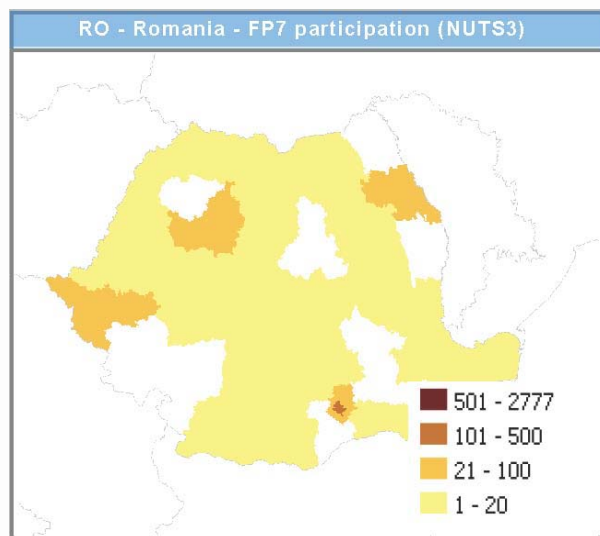 RO - Romania - FP7 participation (NUTS3)
501 - 2777
101 - 500
21 - 100
1 - 20